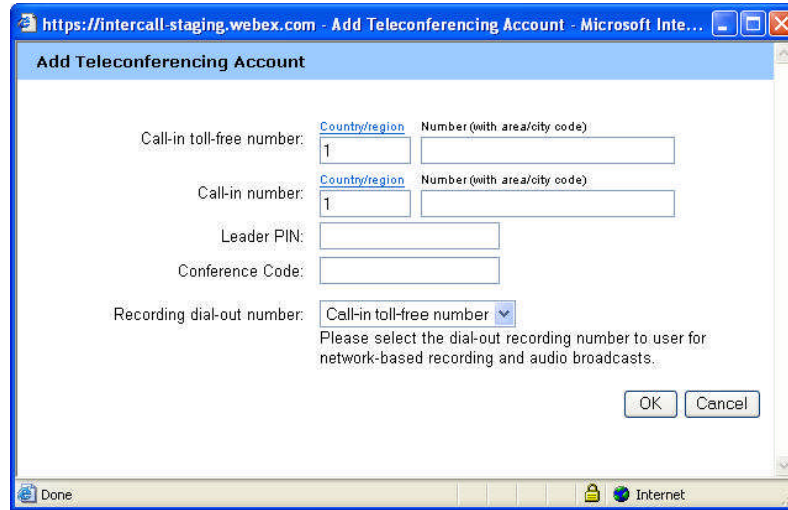 https://intercall-staging.webex.com - Add Teleconferencing Account - Microsoft Inte...
Add Teleconferencing Account
Country/region Number (with area/city code)
Call-in toll-free number: 1
Country/region Number (with area/city code)
Call-in number: 1
Leader PIN:
Conference Code:
Recording dial-out number: Call-in toll-free number
Please select the dial-out recording number to user for
network-based recording and audio broadcasts.
OK Cancel
Done Internet